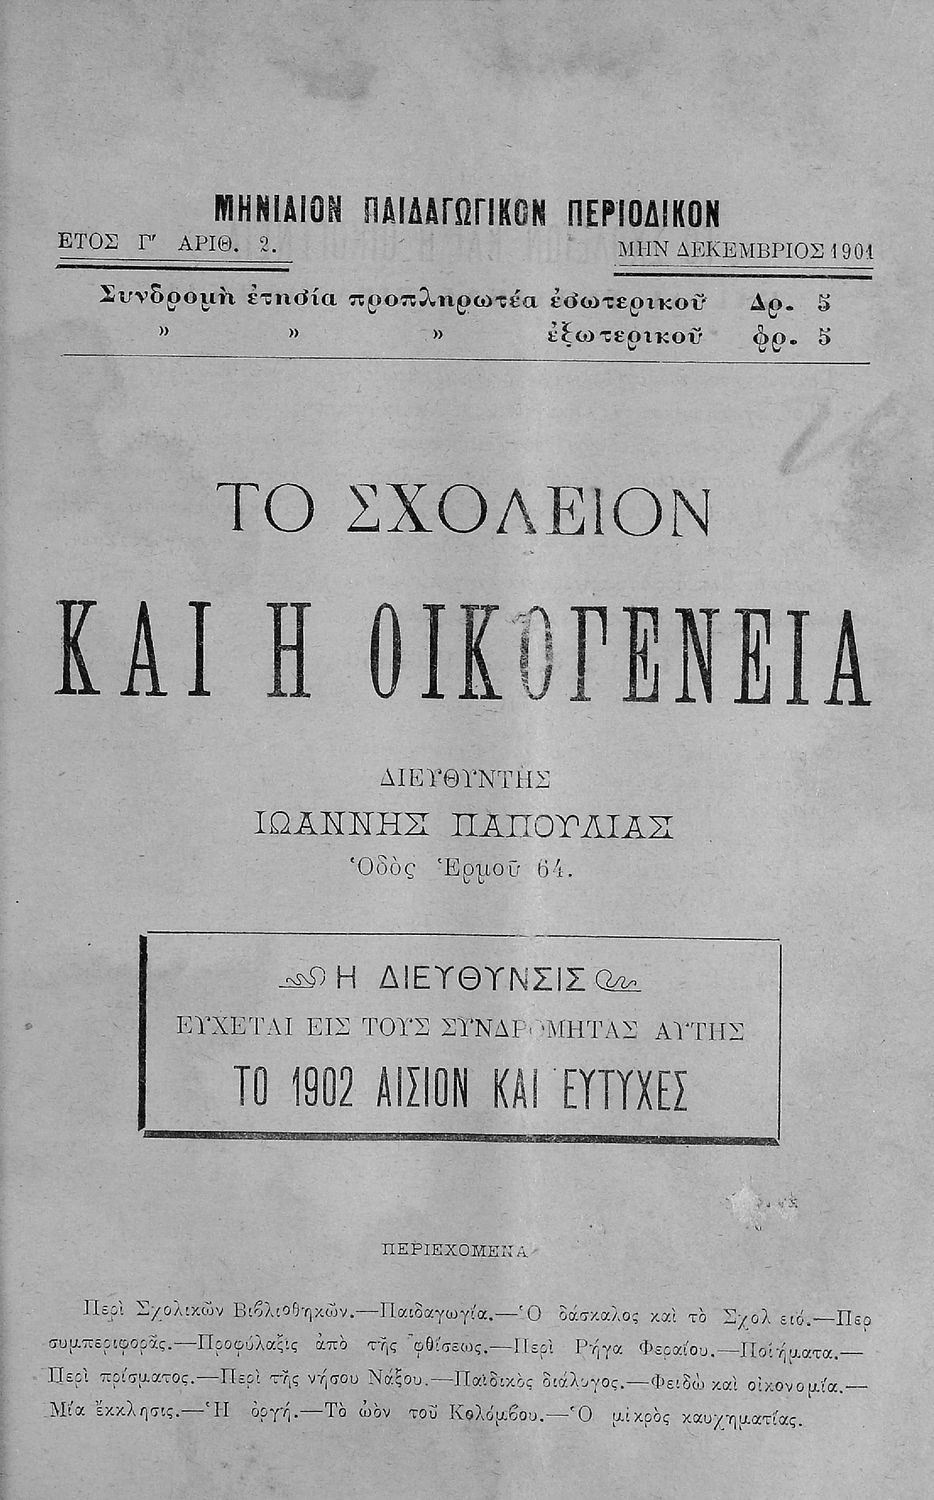 ΜΗΝΙΑΙΟΝ ΠΑΙΔΑΓΩΓΙΚΟΝ ΠΕΡΙΟΔΙΚΟΝ
ΕΤΟΣ Γ' ΑΡΙΘ. 2. ΜΗΝ ΔΕΚΕΜΒΡΙΟΣ 1901
Συνδρομὴ ἐτησία προπληρωτέα ἐσωτερικοῦ Δρ. 5
» » » ἐξωτερικοῦ φρ. 5
ΤΟ ΣΧΟΛΕΙΟΝ
ΚΑΙ Η ΟΙΚΟΓΕΝΕΙΑ
ΔΙΕΥΘΥΝΤΗΣ
ΙΩΑΝΝΗΣ ΠΑΠΟΥΛΙΑΣ
Ὁδὸς Ἑρμοῦ 64.
Η ΔΙΕΥΘΥΝΣΙΣ
ΕΥΧΕΤΑΙ ΕΙΣ ΤΟΥΣ ΣΥΝΔΡΟΜΗΤΑΣ ΑΥΤΗΣ
ΤΟ 1902 ΑΙΣΙΟΝ ΚΑΙ ΕΥΤΥΧΕΣ
ΠΕΡΙΕΧΟΜΕΝΑ
Περὶ Σχολικῶν Βιβλιοθηκῶν.—Παιδαγωγία.—Ὁ δάσκαλος καὶ τὸ Σχολ ειό.—Περ
συμπεριφορᾶς.—Προφύλαξις ἀπὸ τῆς φθίσεως.—Περὶ Ρήγα Φεραίου.—Ποιήματα.—
Περὶ πρίσματος.—Περὶ τῆς νήσου Νάξου.—Παιδικὸς διάλογος.—Φειδὼ καὶ οἰκονομία.—
Μία ἔκκλησις.—Ἡ ὀργή.—Τὸ ὠὸν τοῦ Κολόμβου.—Ὁ μικρὸς καυχηματίας.